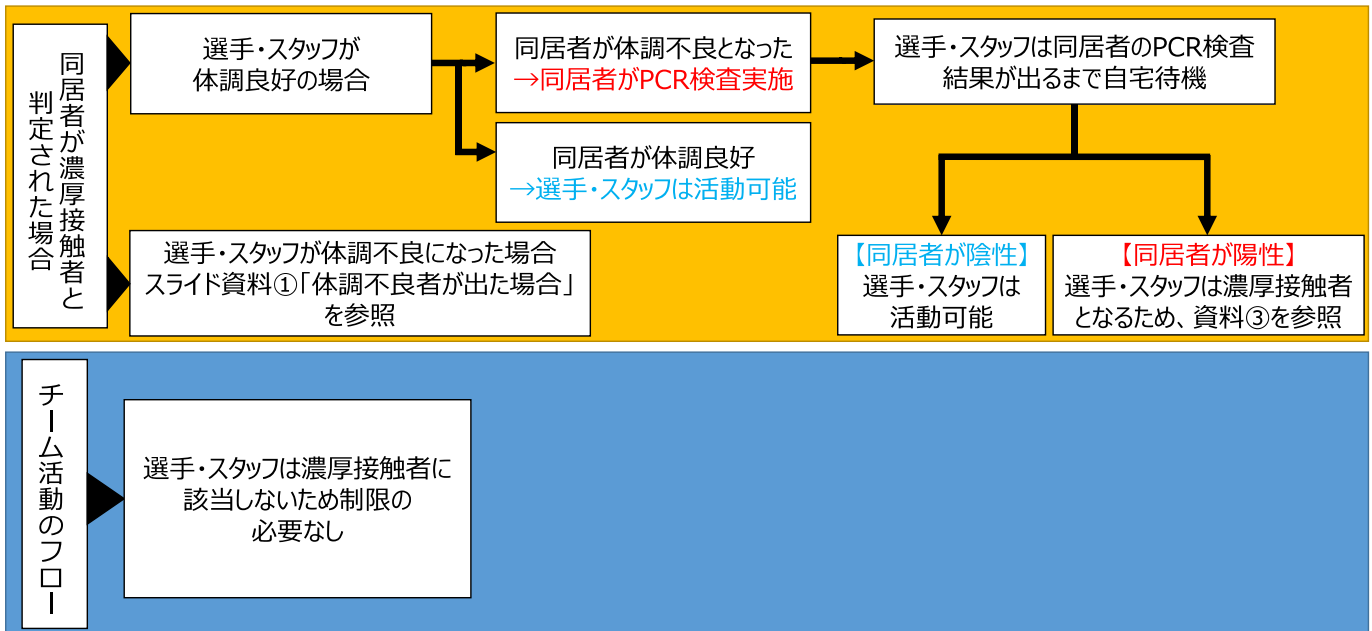 同居者が濃厚接触者と
判定された場合
選手・スタッフが
体調良好の場合
同居者が体調不良となった
→同居者がPCR検査実施
選手・スタッフは同居者のPCR検査
結果が出るまで自宅待機
同居者が体調良好
→選手・スタッフは活動可能
選手・スタッフが体調不良になった場合
スライド資料①「体調不良者が出た場合」
を参照
【同居者が陰性】
選手・スタッフは
活動可能
【同居者が陽性】
選手・スタッフは濃厚接触者
となるため、資料③を参照
チーム活動のフロー
選手・スタッフは濃厚接触者に
該当しないため制限の
必要なし